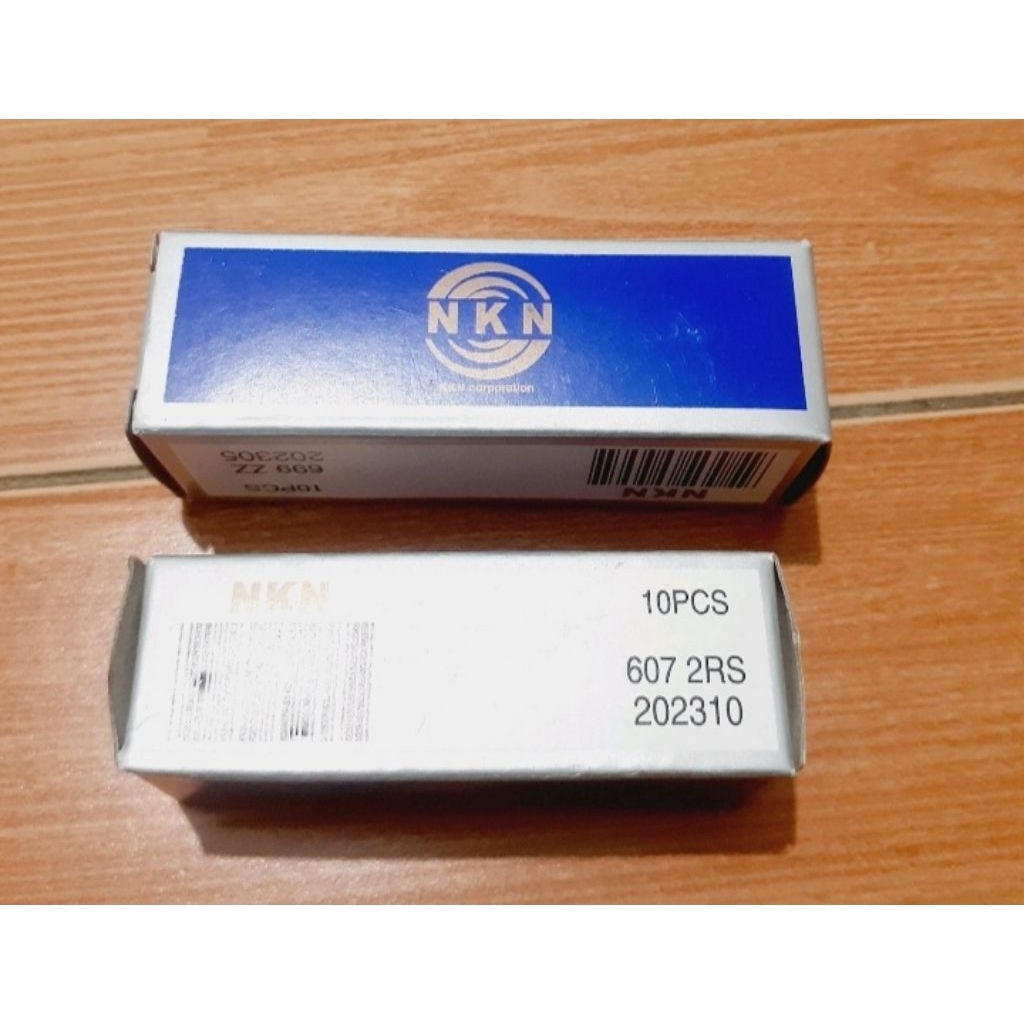 NKN
NKN corporation
10PCS
699 ZZ
202305
NKN
NKN
10PCS
607 2RS
202310